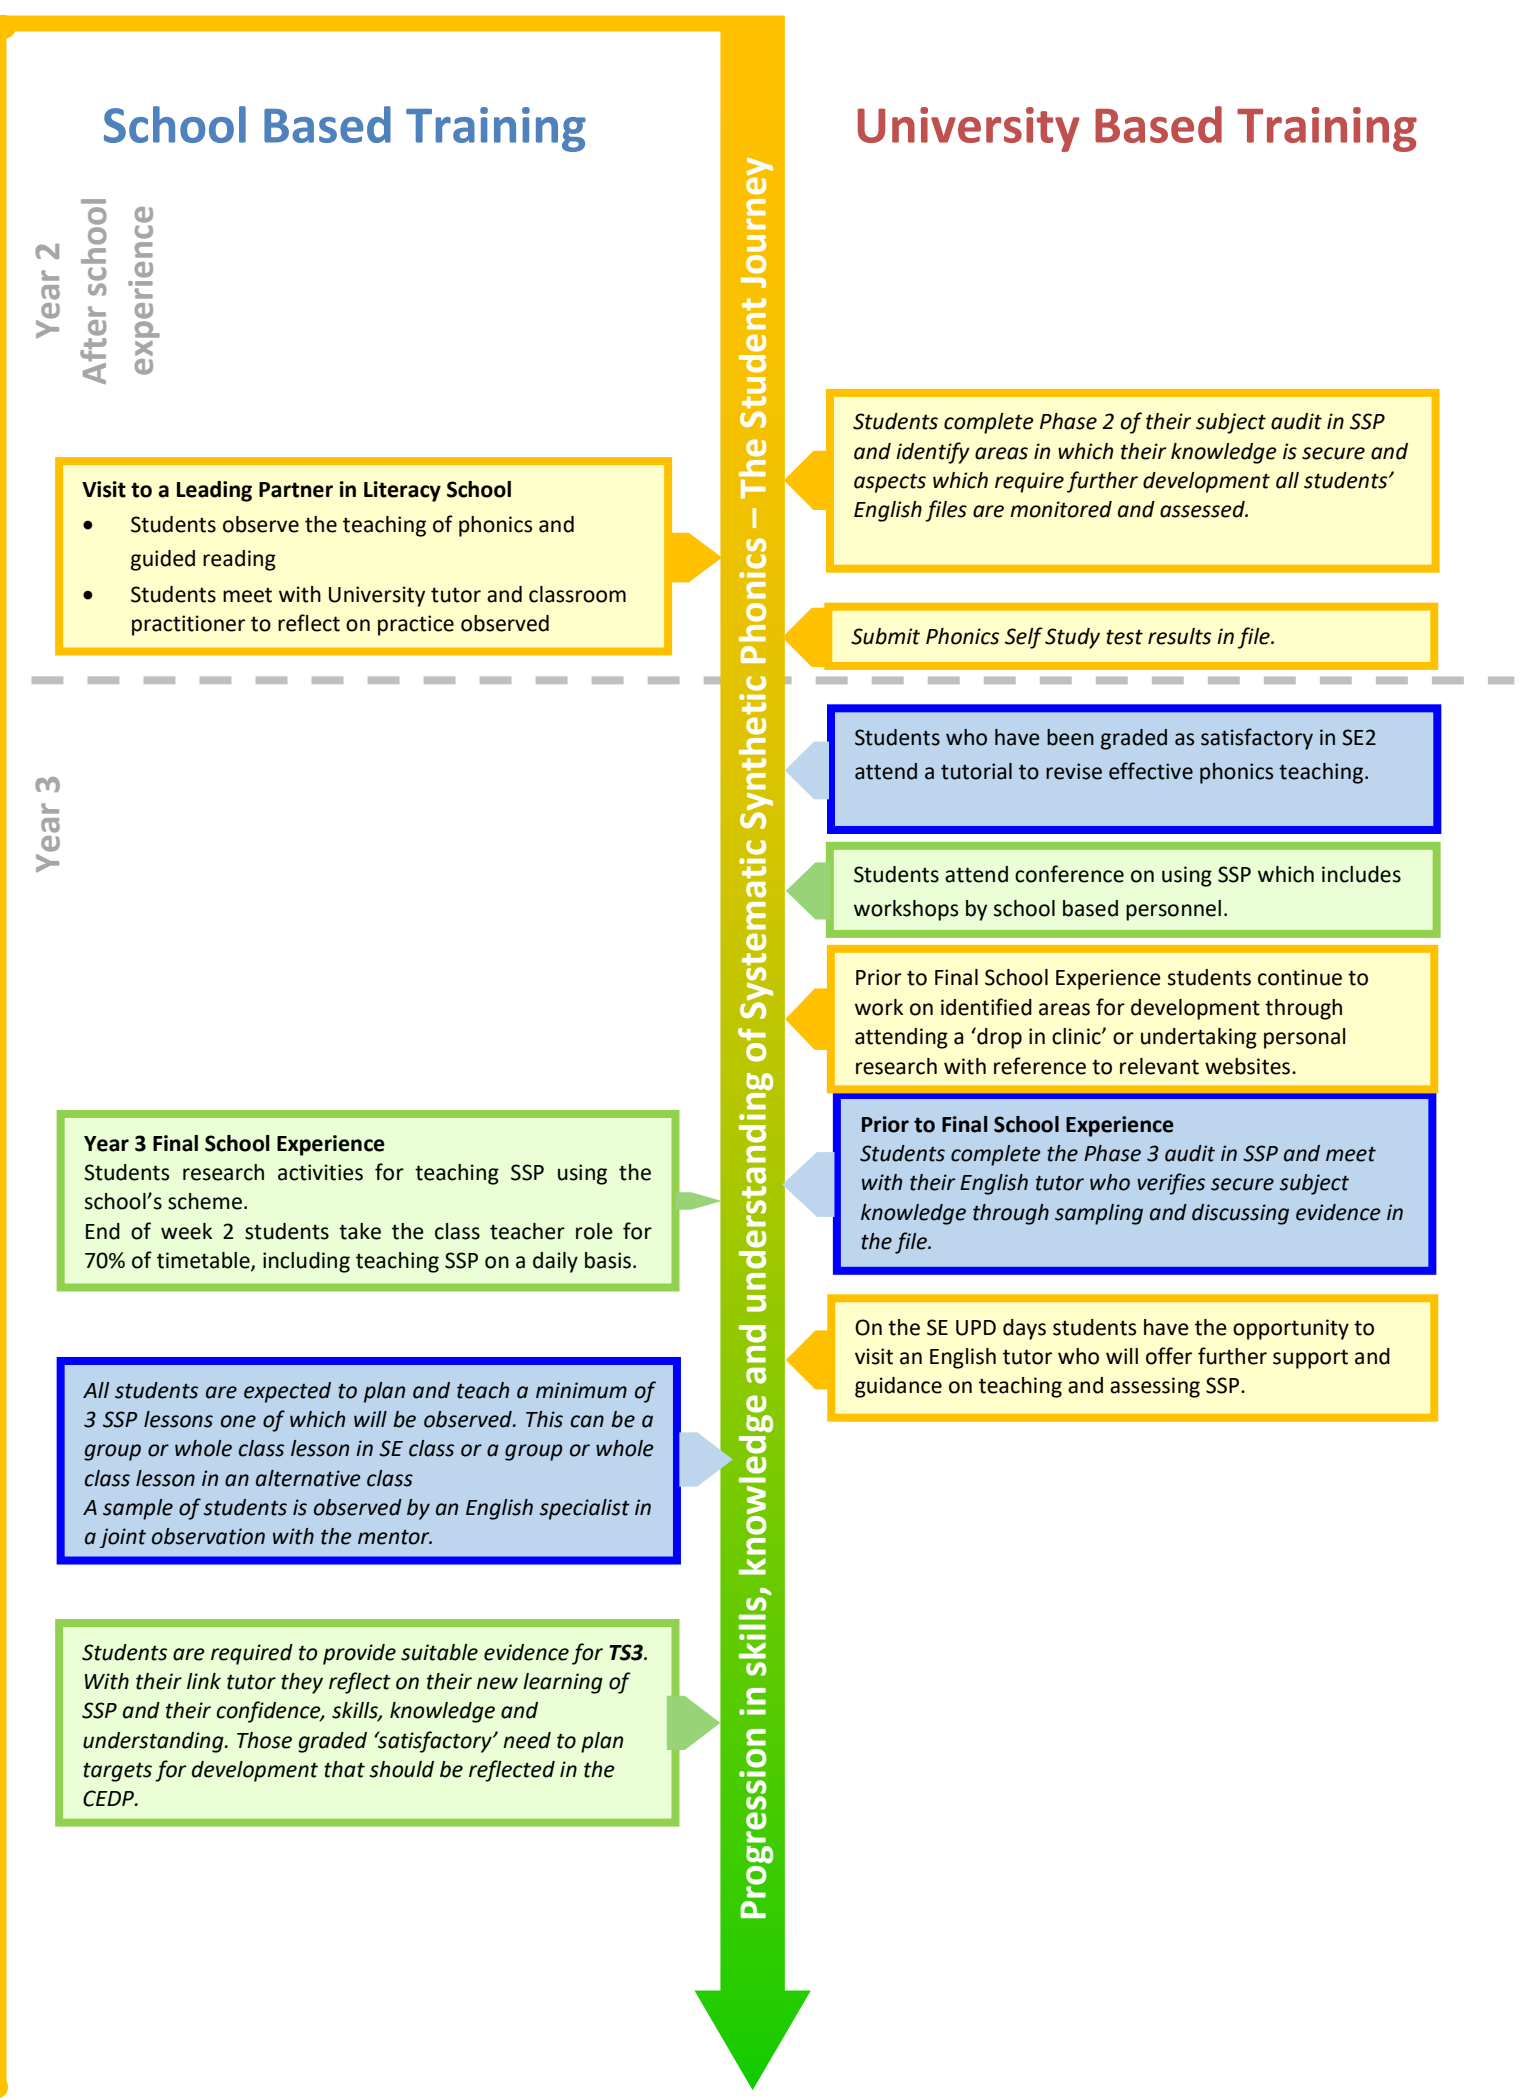 School Based Training
University Based Training
Year 2
After school
experience
Progression in skills, knowledge and understanding of Systematic Synthetic Phonics – The Student Journey
Students complete Phase 2 of their subject audit in SSP
and identify areas in which their knowledge is secure and
aspects which require further development all students’
English files are monitored and assessed.
Visit to a Leading Partner in Literacy School
• Students observe the teaching of phonics and
guided reading
• Students meet with University tutor and classroom
practitioner to reflect on practice observed
Submit Phonics Self Study test results in file.
Year 3
Students who have been graded as satisfactory in SE2
attend a tutorial to revise effective phonics teaching.
Students attend conference on using SSP which includes
workshops by school based personnel.
Prior to Final School Experience students continue to
work on identified areas for development through
attending a ‘drop in clinic’ or undertaking personal
research with reference to relevant websites.
Year 3 Final School Experience
Students research activities for teaching SSP using the
school’s scheme.
End of week 2 students take the class teacher role for
70% of timetable, including teaching SSP on a daily basis.
Prior to Final School Experience
Students complete the Phase 3 audit in SSP and meet
with their English tutor who verifies secure subject
knowledge through sampling and discussing evidence in
the file.
On the SE UPD days students have the opportunity to
visit an English tutor who will offer further support and
guidance on teaching and assessing SSP.
All students are expected to plan and teach a minimum of
3 SSP lessons one of which will be observed. This can be a
group or whole class lesson in SE class or a group or whole
class lesson in an alternative class
A sample of students is observed by an English specialist in
a joint observation with the mentor.
Students are required to provide suitable evidence for TS3.
With their link tutor they reflect on their new learning of
SSP and their confidence, skills, knowledge and
understanding. Those graded ‘satisfactory’ need to plan
targets for development that should be reflected in the
CEDP.